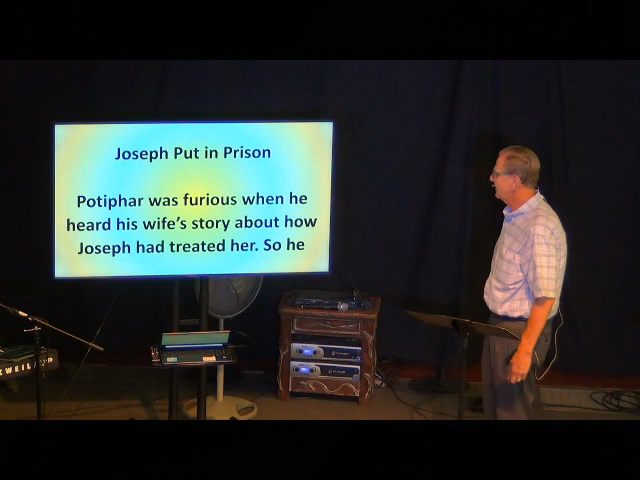 Joseph Put in Prison
Potiphar was furious when he
heard his wife's story about how
Joseph had treated her. So he